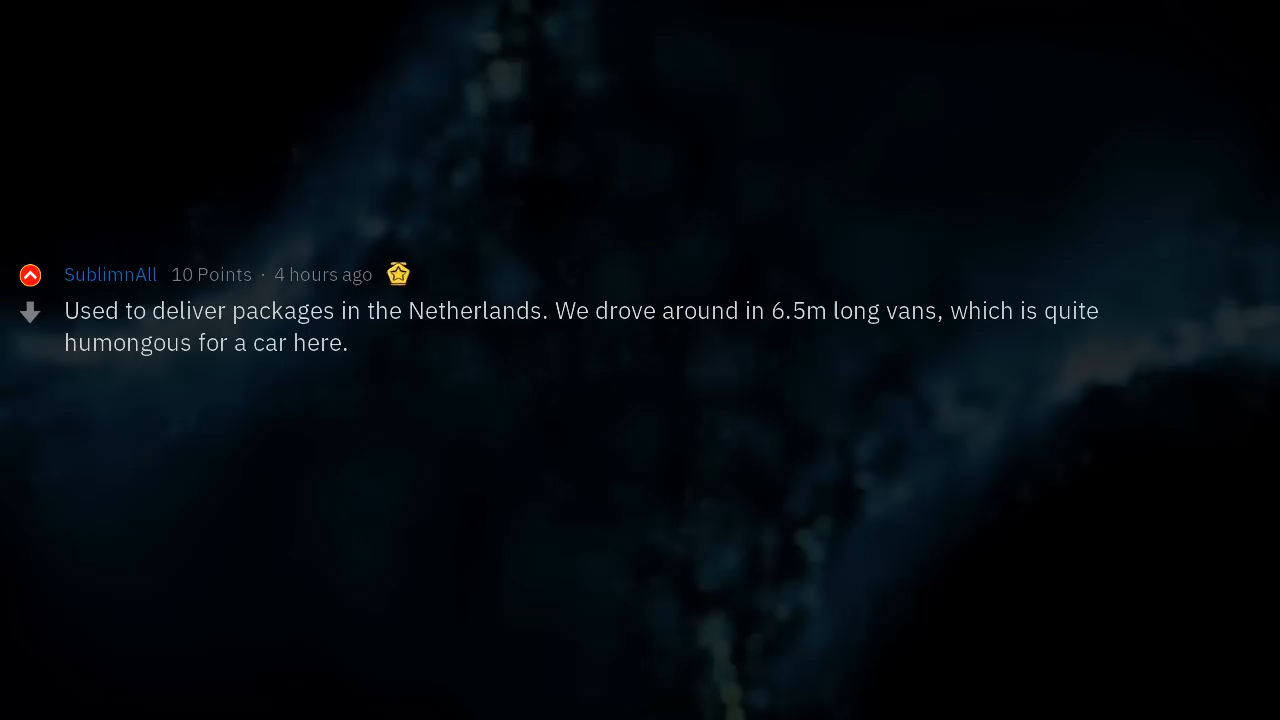 SublimnAll 10 Points · 4 hours ago
Used to deliver packages in the Netherlands. We drove around in 6.5m long vans, which is quite
humongous for a car here.